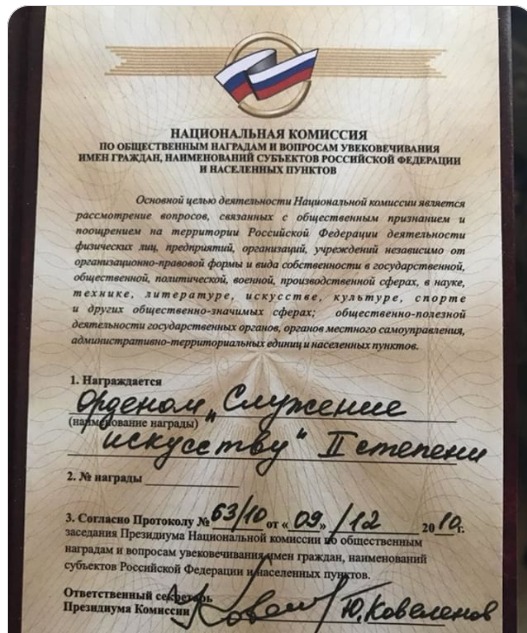 НАЦИОНАЛЬНАЯ КОМИССИЯ
ПО ОБЩЕСТВЕННЫМ НАГРАДАМ И ВОПРОСАМ УВЕКОВЕЧИВАНИЯ
ИМЕН ГРАЖДАН, НАИМЕНОВАНИЙ СУБЪЕКТОВ РОССИЙСКОЙ ФЕДЕРАЦИИ
И НАСЕЛЕННЫХ ПУНКТОВ
Основной целью деятельности Национальной комиссии является
рассмотрение вопросов, связанных с общественным признанием и
поощрением на территории Российской Федерации деятельности
физических лиц, предприятий, организаций, учреждений независимо от
организационно-правовой формы и вида собственности в государственной,
общественной, политической, военной, производственной сферах, в науке,
технике, литературе, искусстве, культуре, спорте
и других общественно-значимых сферах; общественно-полезной
деятельности государственных органов, органов местного самоуправления,
административно-территориальных единиц и населенных пунктов.
1. Награждается
орденом „Служение
(наименование награды)
искусству" II степени
2. № награды
3. Согласно Протоколу № 63/10 от «09» /12 2010г.
заседания Президиума Национальной комиссии по общественным
наградам и вопросам увековечивания имен граждан, наименований
субъектов Российской Федерации и населенных пунктов.
Ответственный секретарь
Президиума Комиссии Ю. Ковеленов